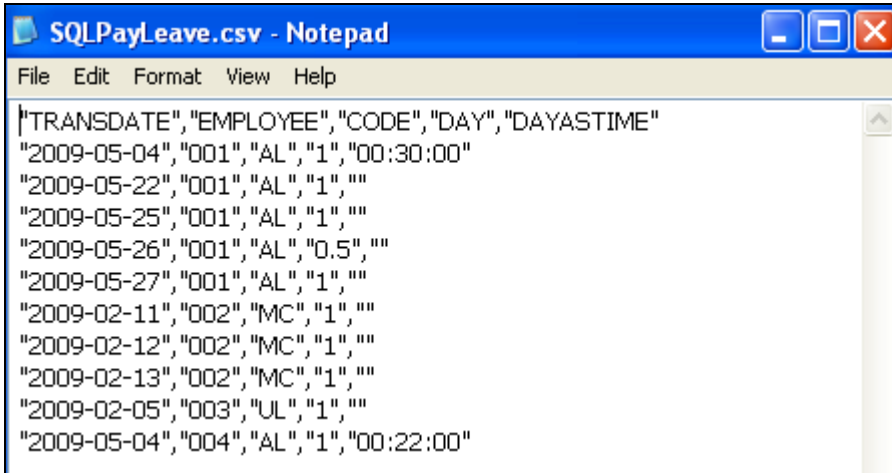 SQLPayLeave.csv - Notepad
File Edit Format View Help
"TRANSDATE","EMPLOYEE","CODE","DAY","DAYASTIME"
"2009-05-04","001","AL","1","00:30:00"
"2009-05-22","001","AL","1",""
"2009-05-25","001","AL","1",""
"2009-05-26","001","AL","0.5",""
"2009-05-27","001","AL","1",""
"2009-02-11","002","MC","1",""
"2009-02-12","002","MC","1",""
"2009-02-13","002","MC","1",""
"2009-02-05","003","UL","1",""
"2009-05-04","004","AL","1","00:22:00"